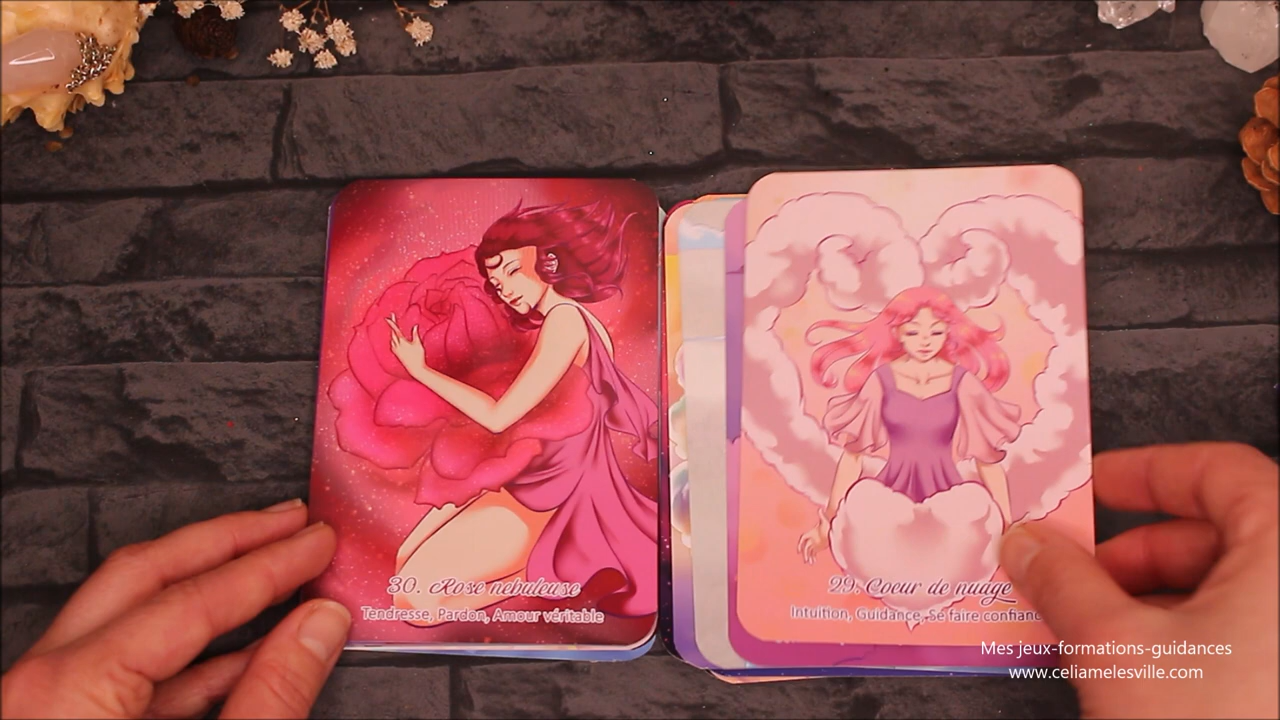 30. Rose nébuleuse
Tendresse, Pardon, Amour véritable
29. Coeur de nuage
Intuition, Guidance, Se faire
Mes jeux-formations-guidances
www.celiamelesville.com